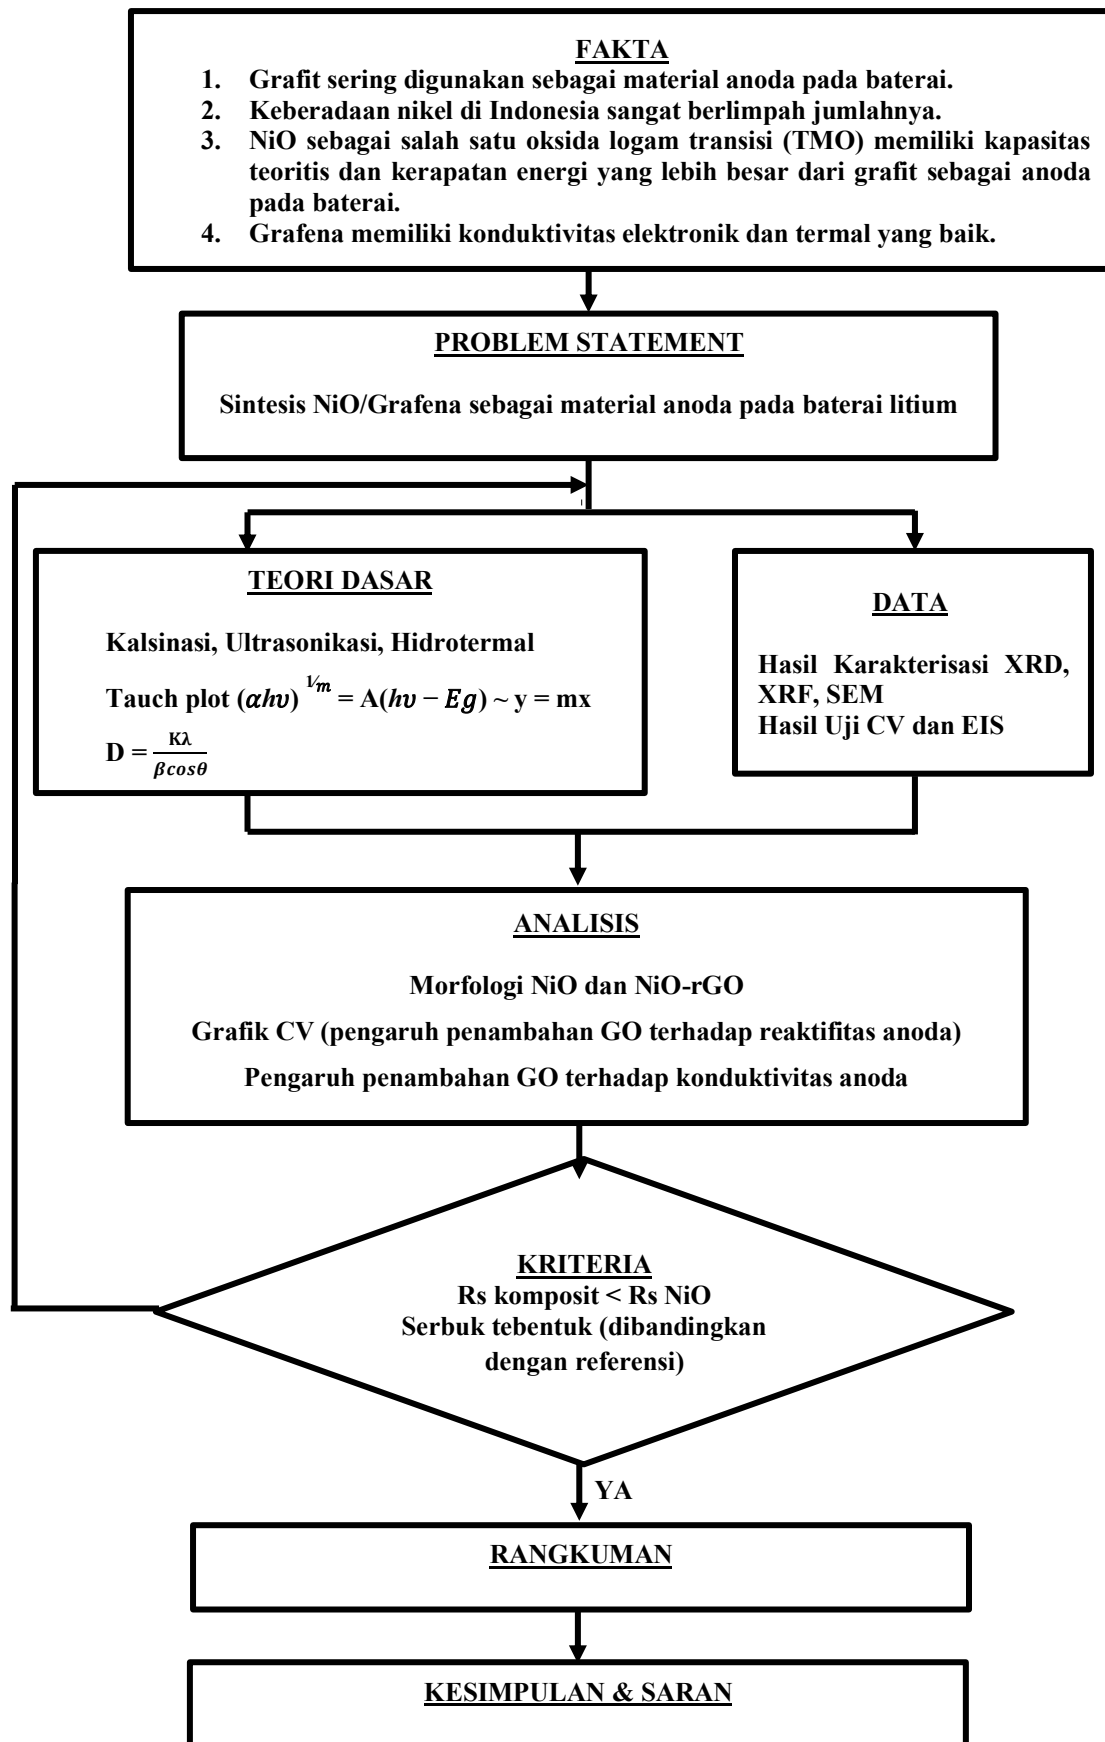 FAKTA
1. Grafit sering digunakan sebagai material anoda pada baterai.
2. Keberadaan nikel di Indonesia sangat berlimpah jumlahnya.
3. NiO sebagai salah satu oksida logam transisi (TMO) memiliki kapasitas
teoritis dan kerapatan energi yang lebih besar dari grafit sebagai anoda
pada baterai.
4. Grafena memiliki konduktivitas elektronik dan termal yang baik.
PROBLEM STATEMENT
Sintesis NiO/Grafena sebagai material anoda pada baterai litium
TEORI DASAR
Kalsinasi, Ultrasonikasi, Hidrotermal
Tauch plot (αhυ) ^1/m = A(hυ − Eg) ~ y = mx
D = Kλ / βcosθ
DATA
Hasil Karakterisasi XRD,
XRF, SEM
Hasil Uji CV dan EIS
ANALISIS
Morfologi NiO dan NiO-rGO
Grafik CV (pengaruh penambahan GO terhadap reaktifitas anoda)
Pengaruh penambahan GO terhadap konduktivitas anoda
KRITERIA
Rs komposit < Rs NiO
Serbuk tebentuk (dibandingkan
dengan referensi)
YA
RANGKUMAN
KESIMPULAN & SARAN